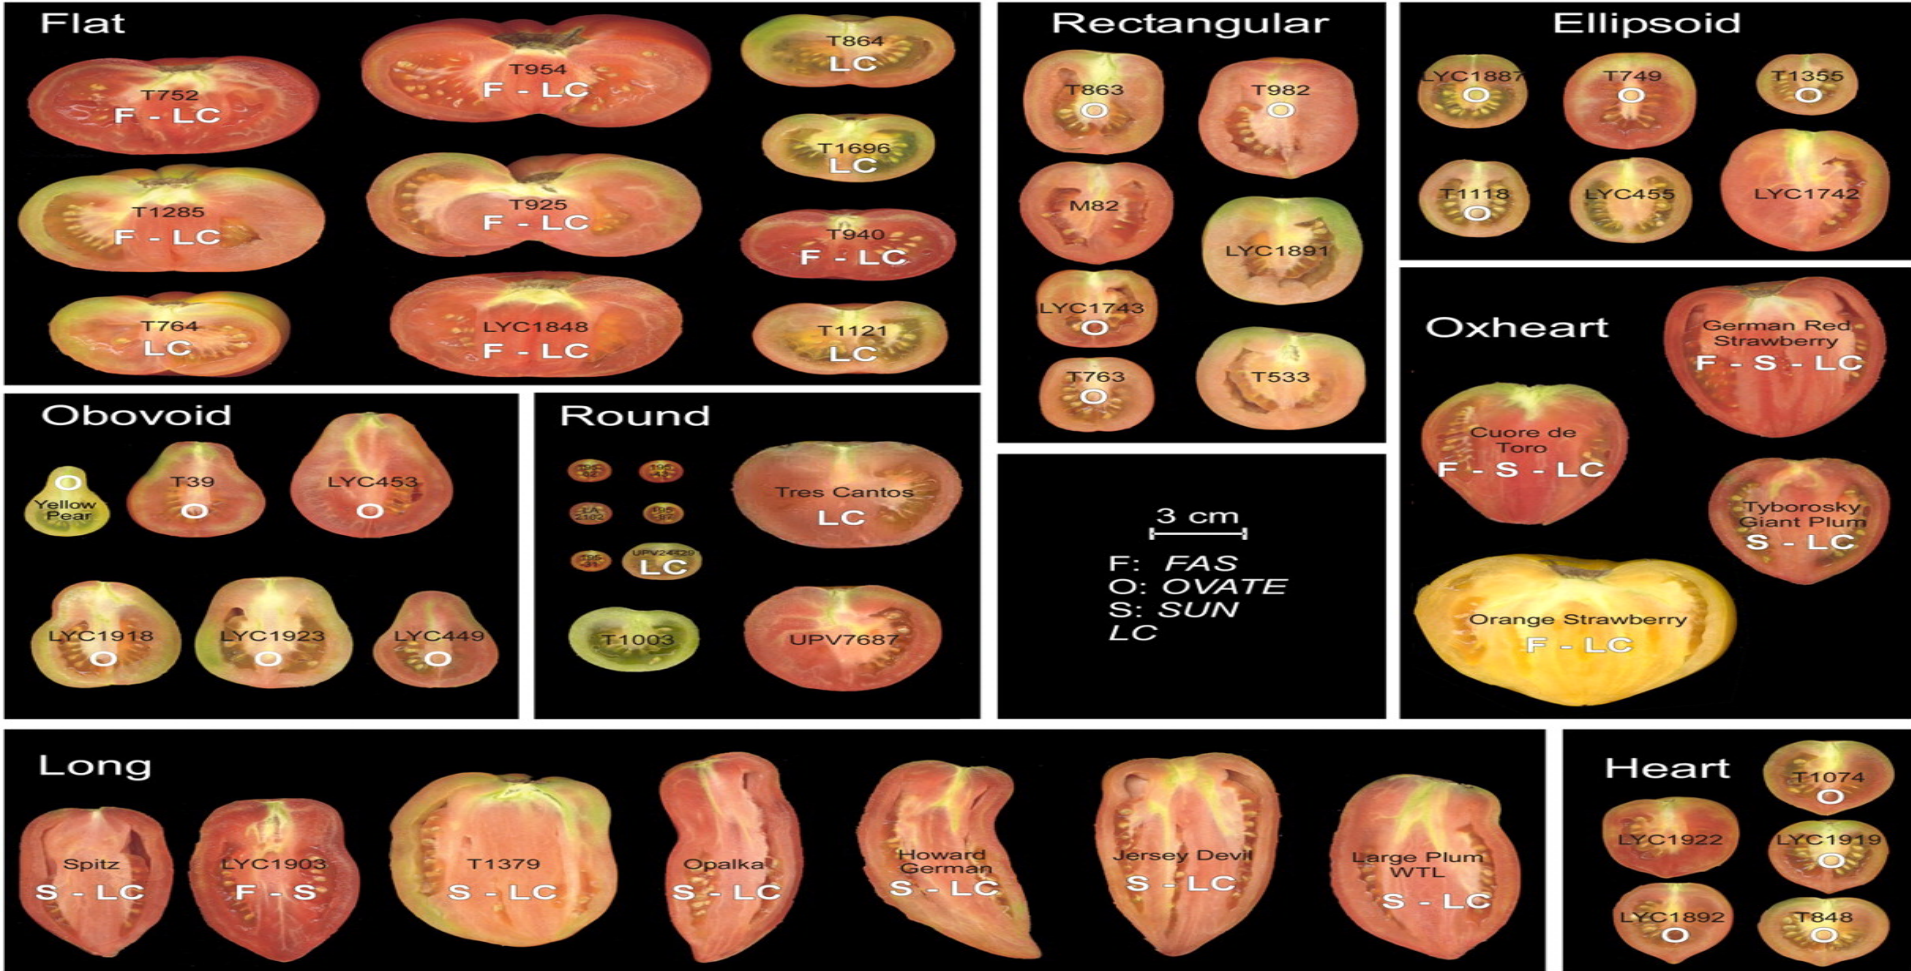 Flat
T752
F - LC
T954
F - LC
T864
LC
T1696
LC
T1285
F - LC
T925
F - LC
T940
F - LC
T764
LC
LYC1848
F - LC
T1121
LC
Rectangular
T863
O
T982
O
M82
LYC1891
LYC1743
O
T763
O
T533
Ellipsoid
LYC1887
O
T749
O
T1355
O
T1118
O
LYC455
LYC1742
Oxheart
German Red
Strawberry
F - S - LC
Cuore de
Toro
F - S - LC
Tyborosky
Giant Plum
S - LC
Orange Strawberry
F - LC
Obovoid
O
Yellow
Pear
T39
O
LYC453
O
LYC1918
O
LYC1923
O
LYC449
O
Round
Tres Cantos
LC
UPV24429
LC
T1003
UPV7687
3 cm
F: FAS
O: OVATE
S: SUN
LC
Long
Spitz
S - LC
LYC1903
F - S
T1379
S - LC
Opalka
S - LC
Howard
German
S - LC
Jersey Devil
S - LC
Large Plum
WTL
S - LC
Heart
T1074
O
LYC1922
LYC1919
O
LYC1892
O
T848
O